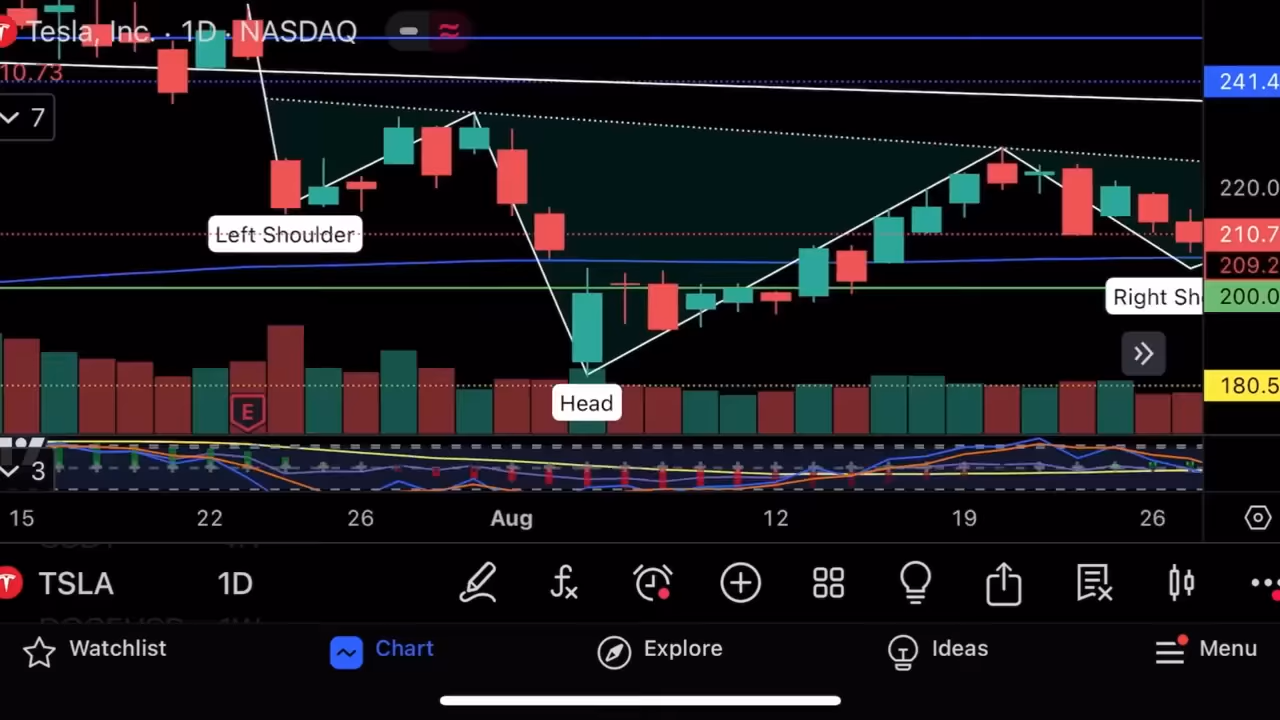 Tesla, Inc. · 1D · NASDAQ
10.73
241.4
7
220.0
Left Shoulder
210.7
209.2
Right Sh
200.0
180.5
E
Head
3
15 22 26 Aug 12 19 26
TSLA 1D
Watchlist Chart Explore Ideas Menu